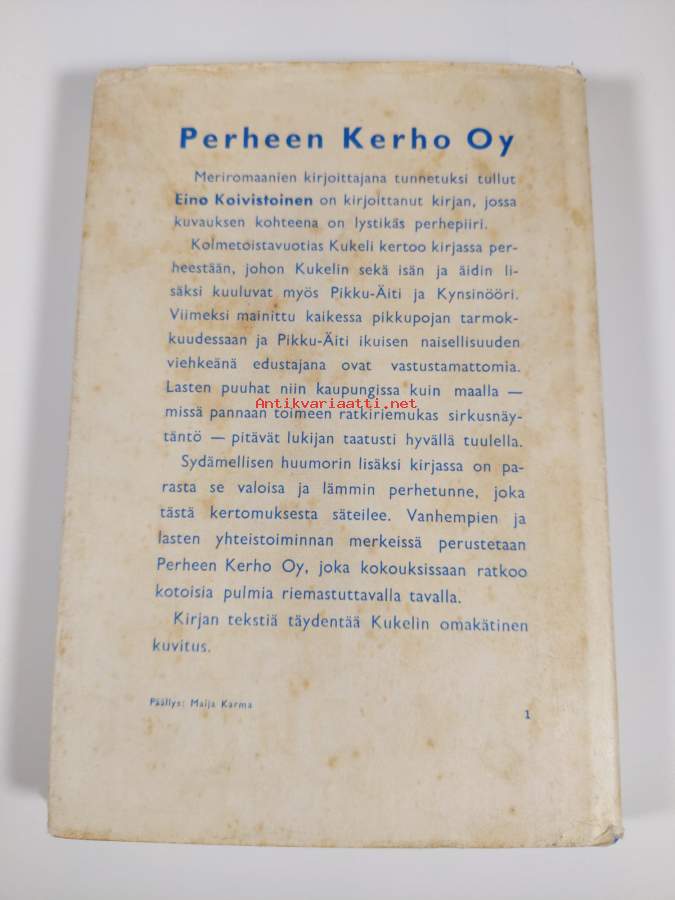 Perheen Kerho Oy
Meriromaanien kirjoittajana tunnetuksi tullut
Eino Koivistoinen on kirjoittanut kirjan, jossa
kuvauksen kohteena on lystikäs perhepiiri.
Kolmetoistavuotias Kukeli kertoo kirjassa per-
heestään, johon Kukelin sekä isän ja äidin li-
säksi kuuluvat myös Pikku-Äiti ja Kynsinööri.
Viimeksi mainittu kaikessa pikkupojan tarmok-
kuudessaan ja Pikku-Äiti ikuisen naisellisuuden
viehkeänä edustajana ovat vastustamattomia.
Lasten puuhat niin kaupungissa kuin maalla —
Antikvariaatti.net
missä pannaan toimeen ratkiriemukas sirkusnäy-
täntö — pitävät lukijan taatusti hyvällä tuulella.
Sydämellisen huumorin lisäksi kirjassa on pa-
rasta se valoisa ja lämmin perhetunne, joka
tästä kertomuksesta säteilee. Vanhempien ja
lasten yhteistoiminnan merkeissä perustetaan
Perheen Kerho Oy, joka kokouksissaan ratkoo
kotoisia pulmia riemastuttavalla tavalla.
Kirjan tekstiä täydentää Kukelin omakätinen
kuvitus.
Päällys: Maija Karma
1